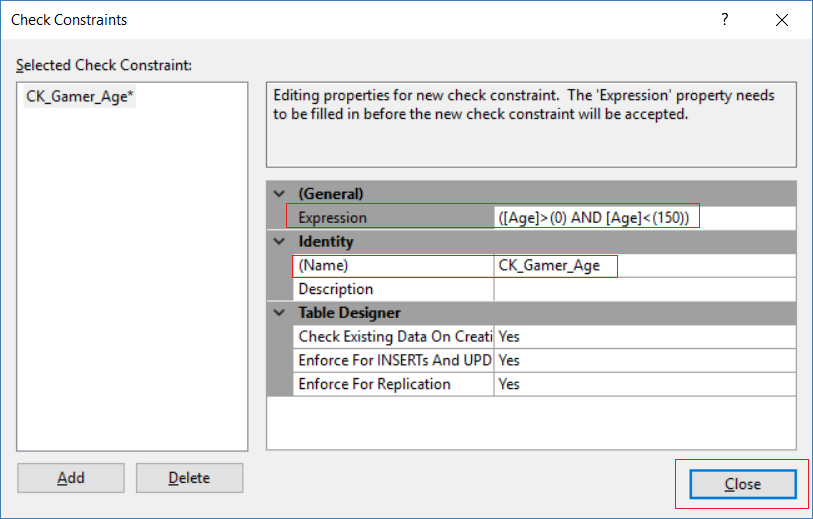 Check Constraints
?
Selected Check Constraint:
CK_Gamer_Age*
Editing properties for new check constraint.  The 'Expression' property needs
to be filled in before the new check constraint will be accepted.
(General)
Expression ([Age]>(0) AND [Age]<(150))
Identity
(Name) CK_Gamer_Age
Description
Table Designer
Check Existing Data On Creati Yes
Enforce For INSERTs And UPD Yes
Enforce For Replication Yes
Add Delete
Close